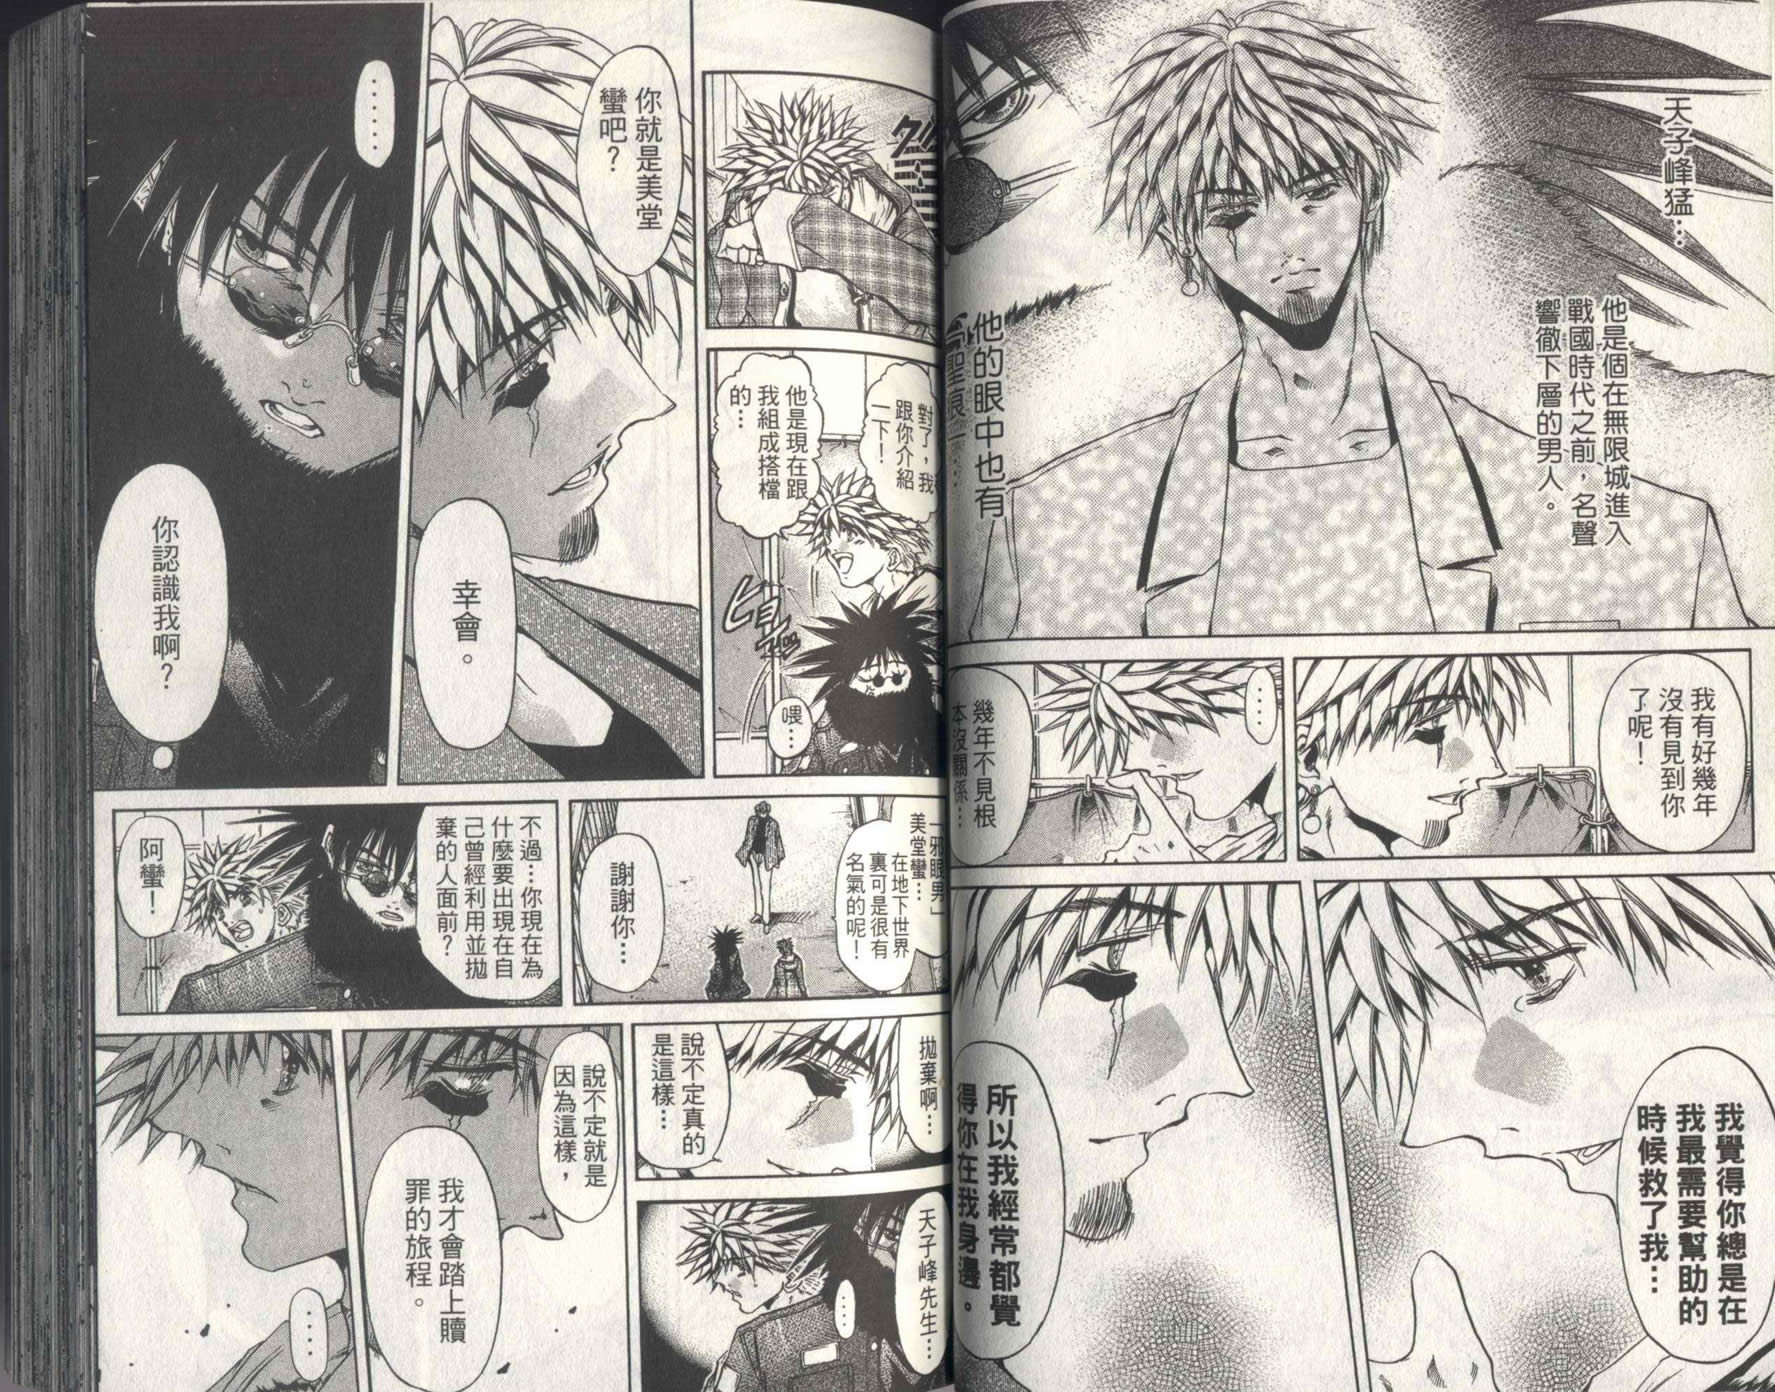 天子峰猛…
他是個在無限城進入
戰國時代之前，名聲
響徹下層的男人。
他的眼中也有
「聖痕」…
我有好幾年
沒有見到你
了呢！
…
幾年不見根
本沒關係…
我覺得你總是在
我最需要幫助的
時候救了我…
所以我經常都覺
得你在我身邊。
對了，我
跟你介紹
一下！
他是現在跟
我組成搭檔
的…
喂…
你就是美堂
蠻吧？
幸會。
……
你認識我啊？
「邪眼男」
美堂蠻…
在地下世界
裏可是很有
名氣的呢！
謝謝你…
不過…你現在為
什麼要出現在自
己曾經利用並拋
棄的人面前？
阿蠻！
拋棄啊…
說不定真的
是這樣…
天子峰先生…
…
說不定就是
因為這樣，
我才會踏上贖
罪的旅程。
…